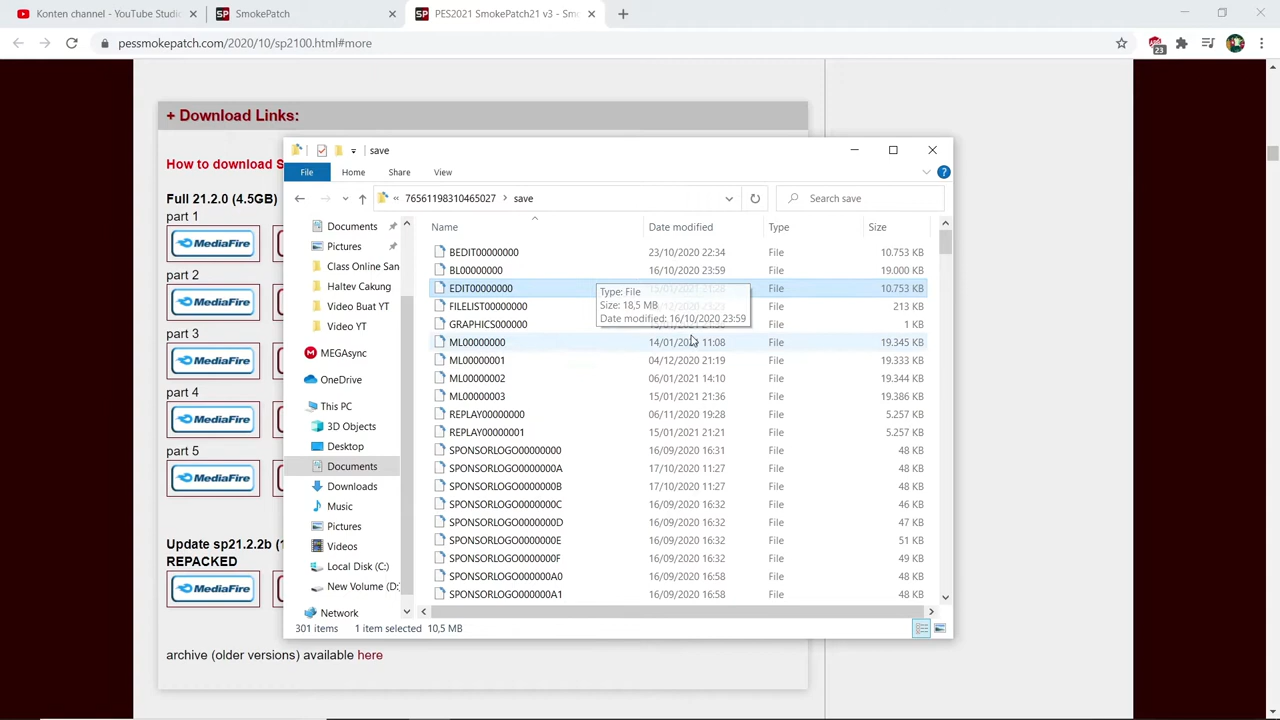 Konten channel - YouTube Studio
SmokePatch
PES2021 SmokePatch21 v3 - Smo
pessmokepatch.com/2020/10/sp2100.html#more
23
+ Download Links:
How to download S
Full 21.2.0 (4.5GB)
part 1
MediaFire
part 2
MediaFire
part 3
MediaFire
part 4
MediaFire
part 5
MediaFire
Update sp21.2.2b (1
REPACKED
MediaFire
archive (older versions) available here
save
File Home Share View
« 76561198310465027 > save
Search save
Documents
Pictures
Class Online San
Haltev Cakung
Video Buat YT
Video YT
MEGAsync
OneDrive
This PC
3D Objects
Desktop
Documents
Downloads
Music
Pictures
Videos
Local Disk (C:)
New Volume (D:
Network
Name Date modified Type Size
BEDIT00000000 23/10/2020 22:34 File 10.753 KB
BL00000000 16/10/2020 23:59 File 19.000 KB
EDIT00000000 File 10.753 KB
FILELIST00000000 File 213 KB
GRAPHICS000000 File 1 KB
ML00000000 14/01/2021 11:08 File 19.345 KB
ML00000001 04/12/2020 21:19 File 19.333 KB
ML00000002 06/01/2021 14:10 File 19.344 KB
ML00000003 15/01/2021 21:36 File 19.386 KB
REPLAY00000000 06/11/2020 19:28 File 5.257 KB
REPLAY00000001 15/01/2021 21:21 File 5.257 KB
SPONSORLOGO00000000 16/09/2020 16:31 File 48 KB
SPONSORLOGO0000000A 17/10/2020 11:27 File 48 KB
SPONSORLOGO0000000B 17/10/2020 11:27 File 48 KB
SPONSORLOGO0000000C 16/09/2020 16:32 File 46 KB
SPONSORLOGO0000000D 16/09/2020 16:32 File 47 KB
SPONSORLOGO0000000E 16/09/2020 16:32 File 51 KB
SPONSORLOGO0000000F 16/09/2020 16:32 File 49 KB
SPONSORLOGO000000A0 16/09/2020 16:58 File 48 KB
SPONSORLOGO000000A1 16/09/2020 16:58 File 48 KB
Type: File
Size: 18,5 MB
Date modified: 16/10/2020 23:59
301 items 1 item selected 10,5 MB